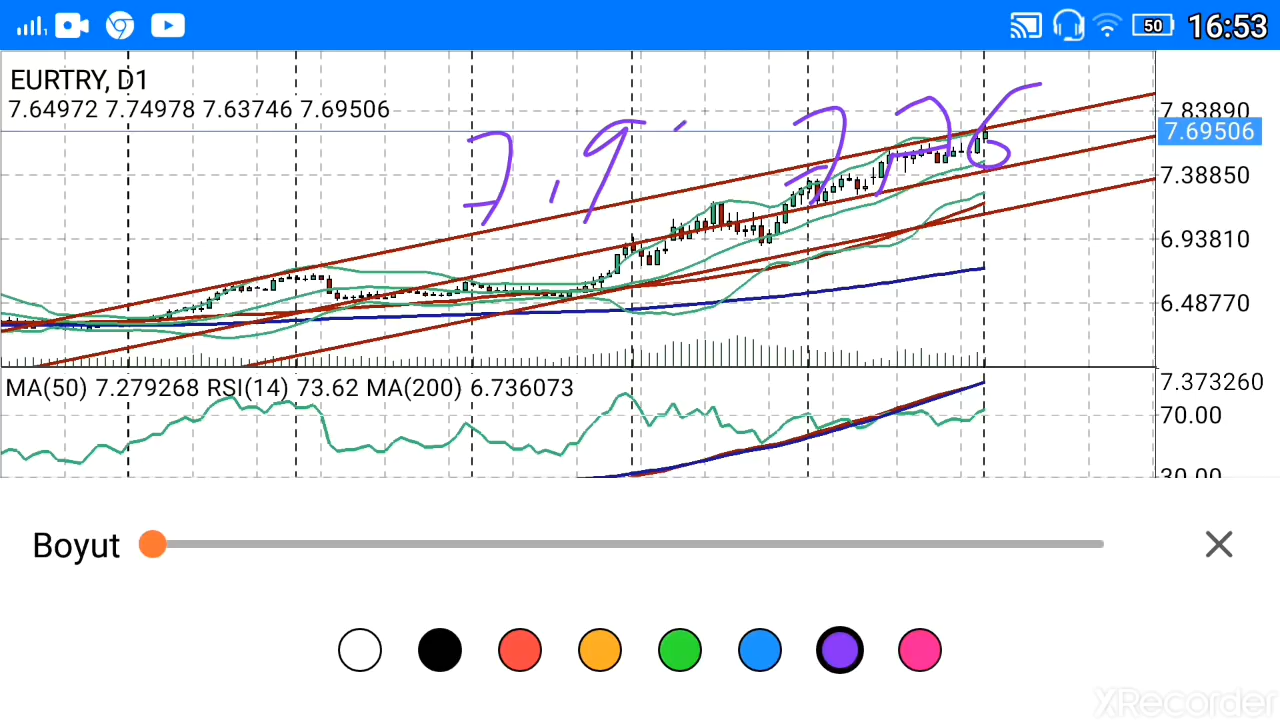 50 16:53
EURTRY, D1
7.64972 7.74978 7.63746 7.69506
7.83890
7.69506
7.38850
6.93810
6.48770
7,9 7,76
MA(50) 7.279268 RSI(14) 73.62 MA(200) 6.736073
7.373260
70.00
30.00
Boyut
XRecorder